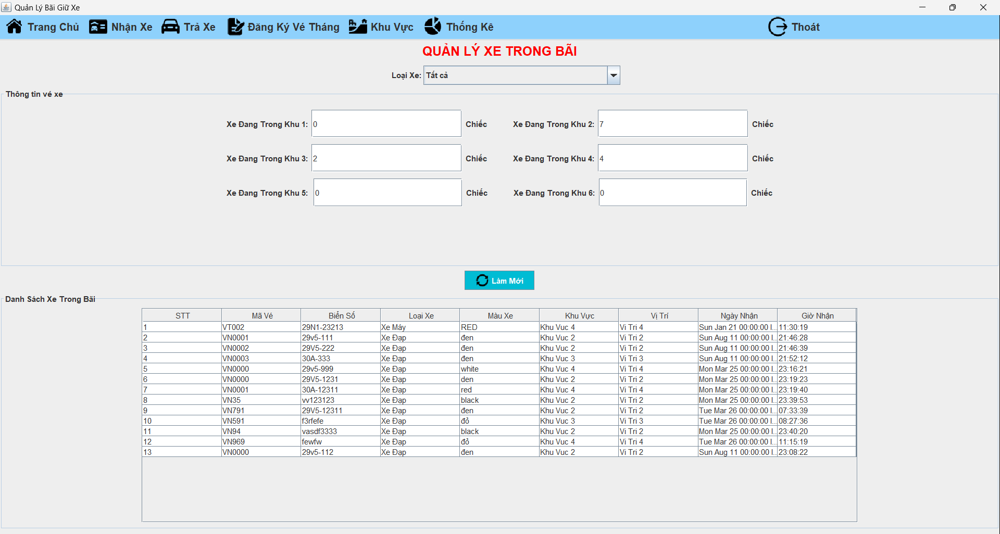 Quản Lý Bãi Giữ Xe
Trang Chủ Nhận Xe Trả Xe Đăng Ký Vé Tháng Khu Vực Thống Kê Thoát
QUẢN LÝ XE TRONG BÃI
Loại Xe: Tất cả
Thông tin vé xe
Xe Đang Trong Khu 1: 0 Chiếc Xe Đang Trong Khu 2: 7 Chiếc
Xe Đang Trong Khu 3: 2 Chiếc Xe Đang Trong Khu 4: 4 Chiếc
Xe Đang Trong Khu 5: 0 Chiếc Xe Đang Trong Khu 6: 0 Chiếc
Làm Mới
Danh Sách Xe Trong Bãi
STT Mã Vé Biển Số Loại Xe Màu Xe Khu Vực Vị Trí Ngày Nhận Giờ Nhận
1 VT002 29N1-23213 Xe Máy RED Khu Vuc 4 Vi Tri 4 Sun Jan 21 00:00:00 I... 11:30:19
2 VN0001 29v5-111 Xe Đạp đen Khu Vuc 2 Vi Tri 2 Sun Aug 11 00:00:00 I... 21:46:28
3 VN0002 29V5-222 Xe Đạp đen Khu Vuc 2 Vi Tri 2 Sun Aug 11 00:00:00 I... 21:46:39
4 VN0003 30A-333 Xe Đạp đen Khu Vuc 3 Vi Tri 3 Sun Aug 11 00:00:00 I... 21:52:12
5 VN0000 29v5-999 Xe Đạp white Khu Vuc 4 Vi Tri 4 Mon Mar 25 00:00:00 I... 23:16:21
6 VN0000 29V5-1231 Xe Đạp den Khu Vuc 2 Vi Tri 2 Mon Mar 25 00:00:00 I... 23:19:23
7 VN0001 30A-12311 Xe Đạp red Khu Vuc 4 Vi Tri 4 Mon Mar 25 00:00:00 I... 23:19:40
8 VN35 vv123123 Xe Đạp black Khu Vuc 2 Vi Tri 2 Mon Mar 25 00:00:00 I... 23:39:53
9 VN791 29V5-12311 Xe Đạp đen Khu Vuc 2 Vi Tri 2 Tue Mar 26 00:00:00 I... 07:33:39
10 VN591 f3rfefe Xe Đạp đỏ Khu Vuc 3 Vi Tri 3 Tue Mar 26 00:00:00 I... 08:27:36
11 VN94 vasdf3333 Xe Đạp black Khu Vuc 2 Vi Tri 2 Mon Mar 25 00:00:00 I... 23:40:20
12 VN969 fewfw Xe Đạp đỏ Khu Vuc 4 Vi Tri 4 Tue Mar 26 00:00:00 I... 11:15:19
13 VN0000 29v5-112 Xe Đạp đen Khu Vuc 2 Vi Tri 2 Sun Aug 11 00:00:00 I... 23:08:22